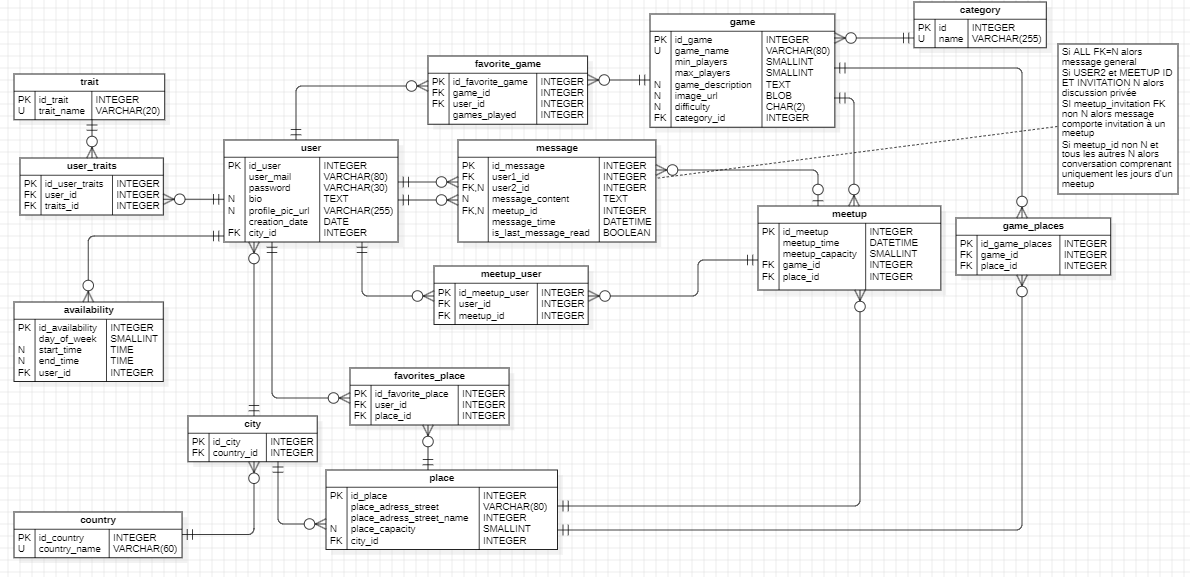 category
PK id INTEGER
U name VARCHAR(255)
game
PK id_game INTEGER
U game_name VARCHAR(80)
min_players SMALLINT
max_players SMALLINT
N game_description TEXT
N image_url BLOB
N difficulty CHAR(2)
FK category_id INTEGER
Si ALL FK=N alors
message general
Si USER2 et MEETUP ID
ET INVITATION N alors
discussion privée
SI meetup_invitation FK
non N alors message
comporte invitation à un
meetup
Si meetup_id non N et
tous les autres N alors
conversation comprenant
uniquement les jours d'un
meetup
favorite_game
PK id_favorite_game INTEGER
FK game_id INTEGER
FK user_id INTEGER
games_played INTEGER
trait
PK id_trait INTEGER
U trait_name VARCHAR(20)
user_traits
PK id_user_traits INTEGER
FK user_id INTEGER
FK traits_id INTEGER
user
PK id_user INTEGER
user_mail VARCHAR(80)
password VARCHAR(30)
N bio TEXT
N profile_pic_url VARCHAR(255)
creation_date DATE
FK city_id INTEGER
message
PK id_message INTEGER
FK user1_id INTEGER
FK,N user2_id INTEGER
N message_content TEXT
FK,N meetup_id INTEGER
message_time DATETIME
is_last_message_read BOOLEAN
meetup
PK id_meetup INTEGER
meetup_time DATETIME
meetup_capacity SMALLINT
FK game_id INTEGER
FK place_id INTEGER
game_places
PK id_game_places INTEGER
FK game_id INTEGER
FK place_id INTEGER
meetup_user
PK id_meetup_user INTEGER
FK user_id INTEGER
FK meetup_id INTEGER
availability
PK id_availability INTEGER
day_of_week SMALLINT
N start_time TIME
N end_time TIME
FK user_id INTEGER
favorites_place
PK id_favorite_place INTEGER
FK user_id INTEGER
FK place_id INTEGER
city
PK id_city INTEGER
FK country_id INTEGER
place
PK id_place INTEGER
place_adress_street VARCHAR(80)
place_adress_street_name INTEGER
N place_capacity SMALLINT
FK city_id INTEGER
country
PK id_country INTEGER
U country_name VARCHAR(60)